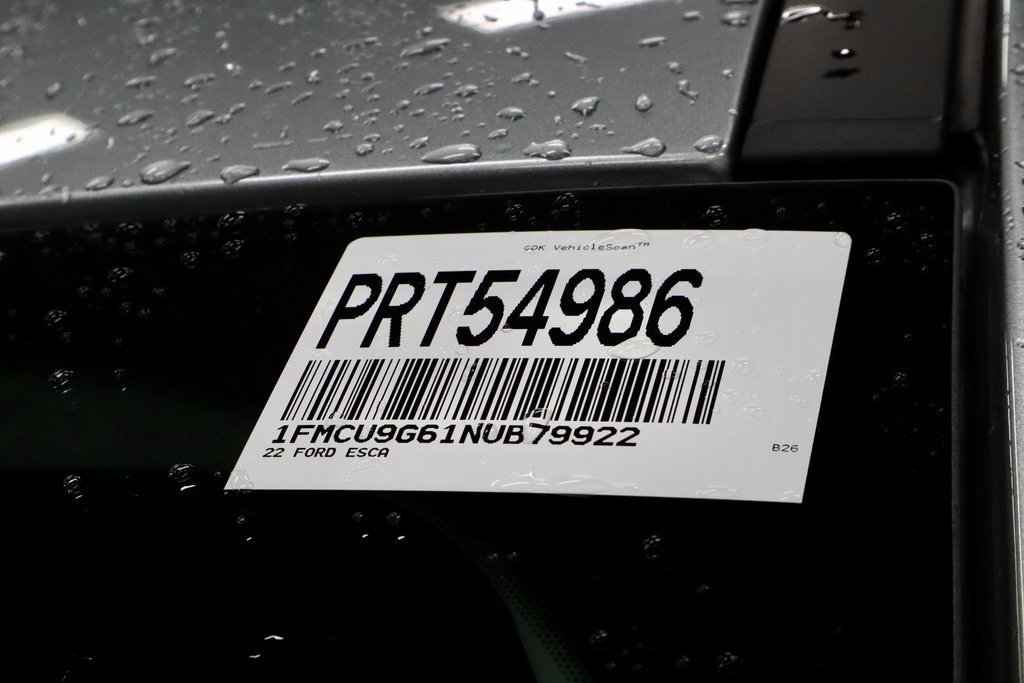 CDK VehicleScan™
PRT54986
1FMCU9G61NUB79922
22 FORD ESCA
B26